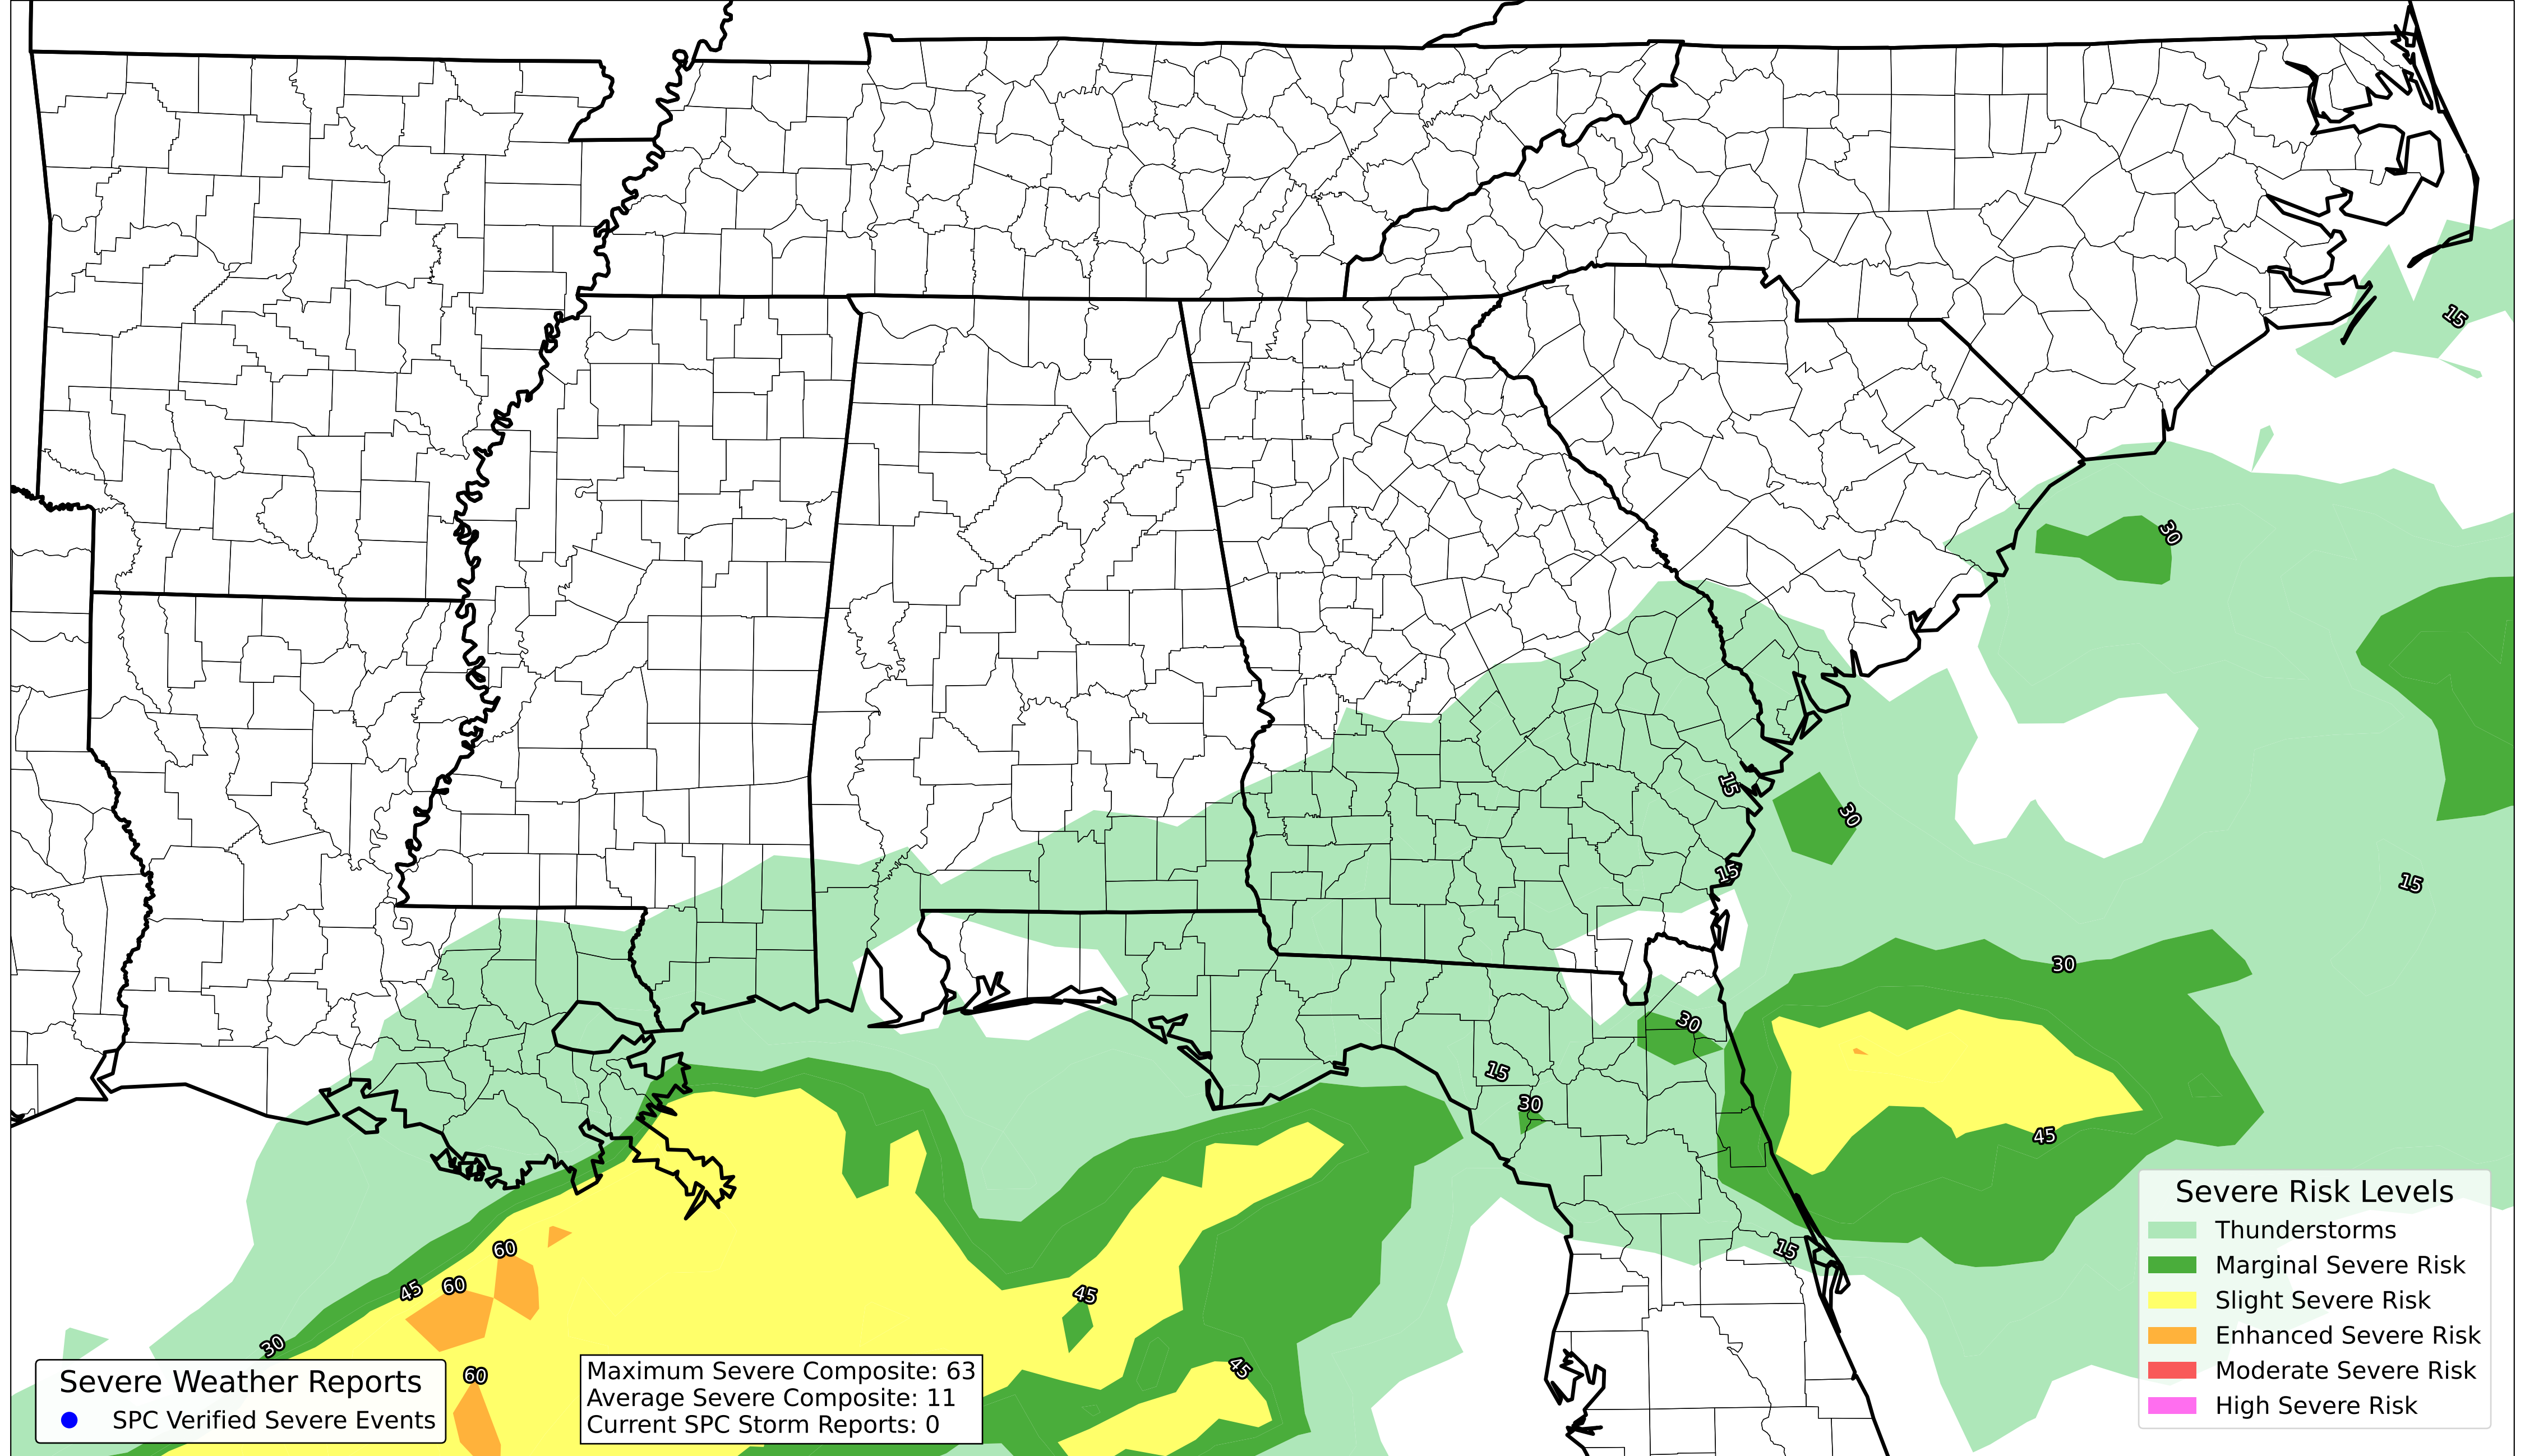 15
30
15
30
15
15
30
30
15
30
45
60
15
60
45
45
30
45
60
Severe Risk Levels
Thunderstorms
Marginal Severe Risk
Slight Severe Risk
Enhanced Severe Risk
Moderate Severe Risk
High Severe Risk
Severe Weather Reports
SPC Verified Severe Events
Maximum Severe Composite: 63
Average Severe Composite: 11
Current SPC Storm Reports: 0